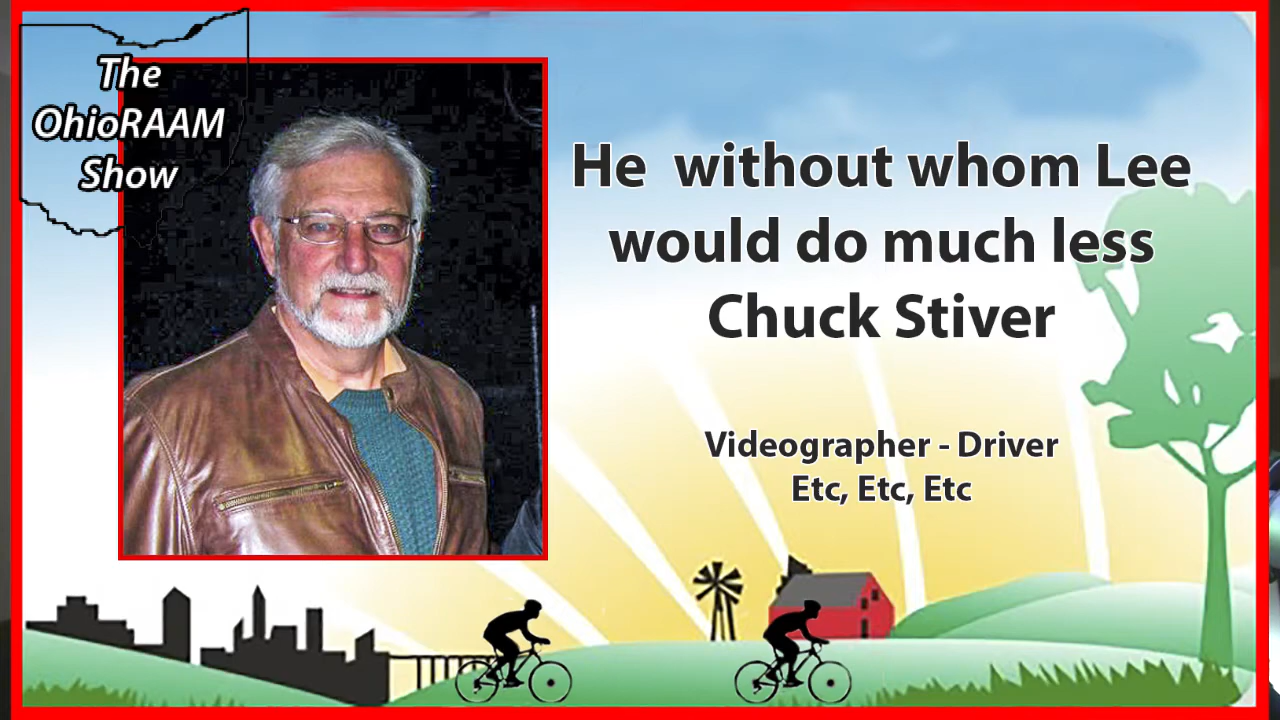 The
OhioRAAM
Show
He  without whom Lee
would do much less
Chuck Stiver
Videographer - Driver
Etc, Etc, Etc